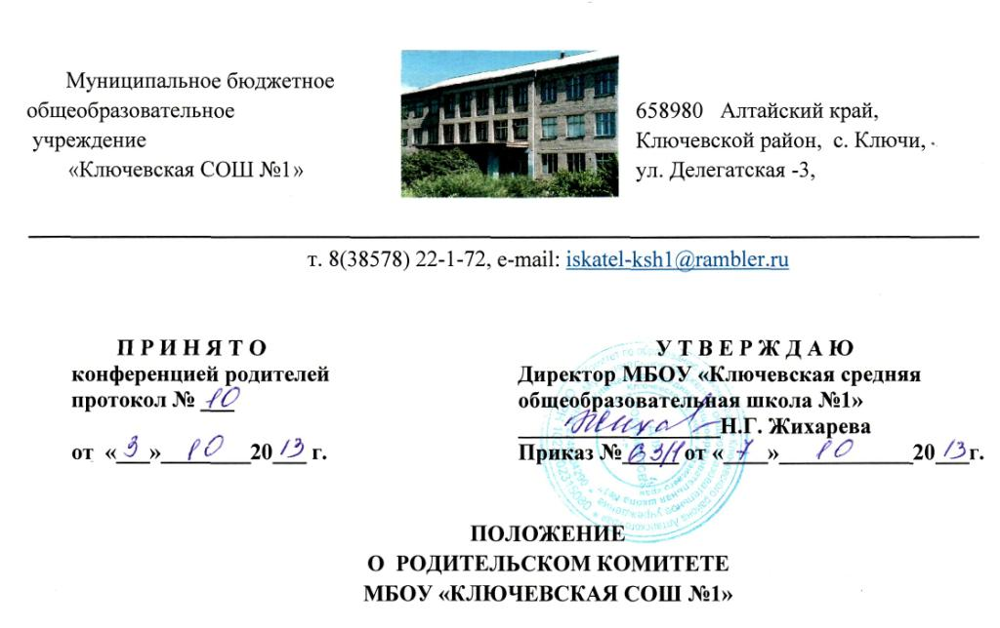 Муниципальное бюджетное
общеобразовательное
учреждение
«Ключевская СОШ №1»
658980 Алтайский край,
Ключевской район, с. Ключи,
ул. Делегатская -3,
т. 8(38578) 22-1-72, e-mail: iskatel-ksh1@rambler.ru
П Р И Н Я Т О
конференцией родителей
протокол № 10
от «3» 10 2013 г.
У Т В Е Р Ж Д А Ю
Директор МБОУ «Ключевская средняя
общеобразовательная школа №1»
Н.Г. Жихарева
Приказ № от «7» 10 2013г.
ПОЛОЖЕНИЕ
О РОДИТЕЛЬСКОМ КОМИТЕТЕ
МБОУ «КЛЮЧЕВСКАЯ СОШ №1»